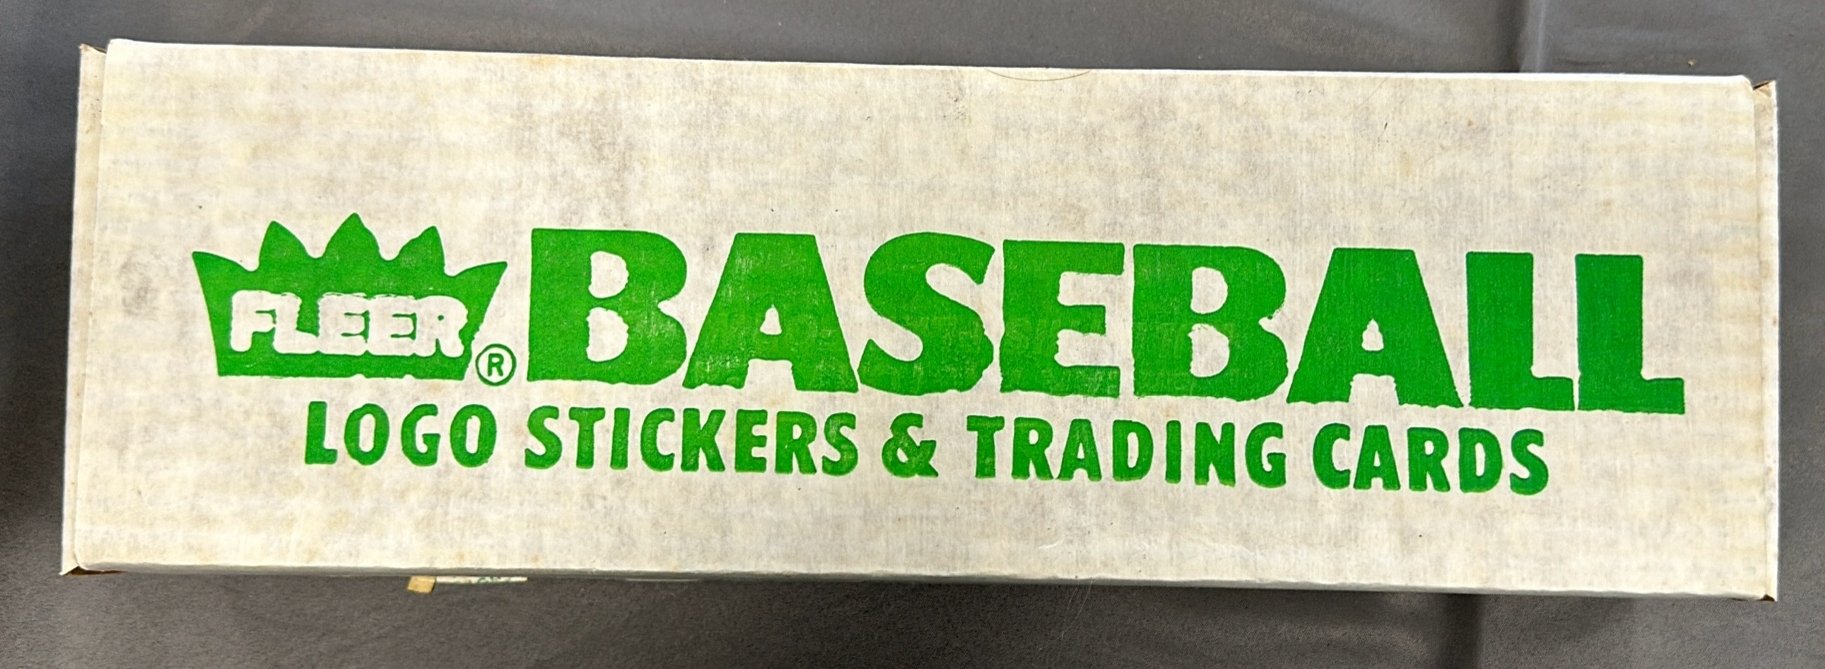 FLEER® BASEBALL
LOGO STICKERS & TRADING CARDS